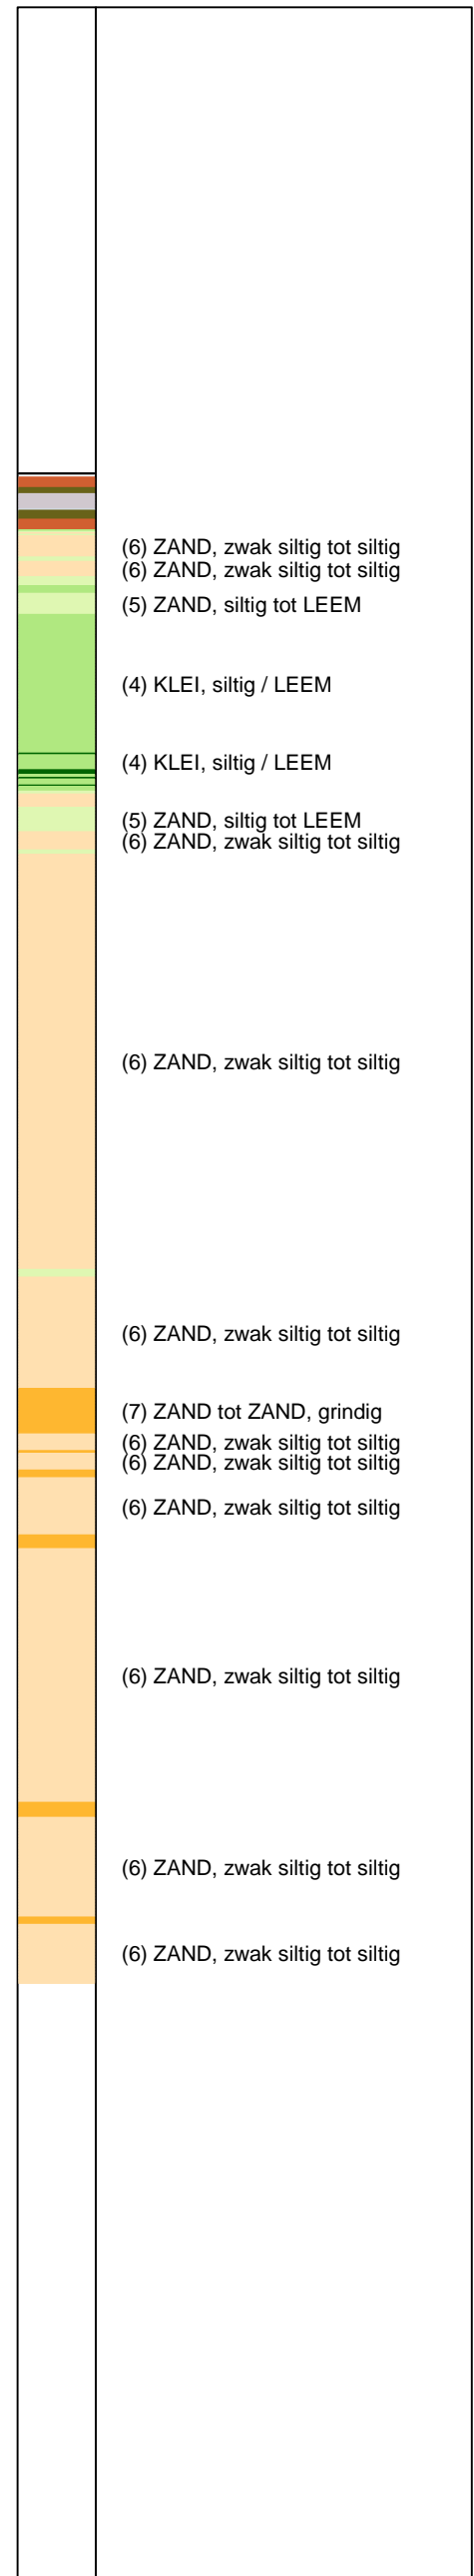 (6) ZAND, zwak siltig tot siltig
(6) ZAND, zwak siltig tot siltig
(5) ZAND, siltig tot LEEM
(4) KLEI, siltig / LEEM
(4) KLEI, siltig / LEEM
(5) ZAND, siltig tot LEEM
(6) ZAND, zwak siltig tot siltig
(6) ZAND, zwak siltig tot siltig
(6) ZAND, zwak siltig tot siltig
(7) ZAND tot ZAND, grindig
(6) ZAND, zwak siltig tot siltig
(6) ZAND, zwak siltig tot siltig
(6) ZAND, zwak siltig tot siltig
(6) ZAND, zwak siltig tot siltig
(6) ZAND, zwak siltig tot siltig
(6) ZAND, zwak siltig tot siltig